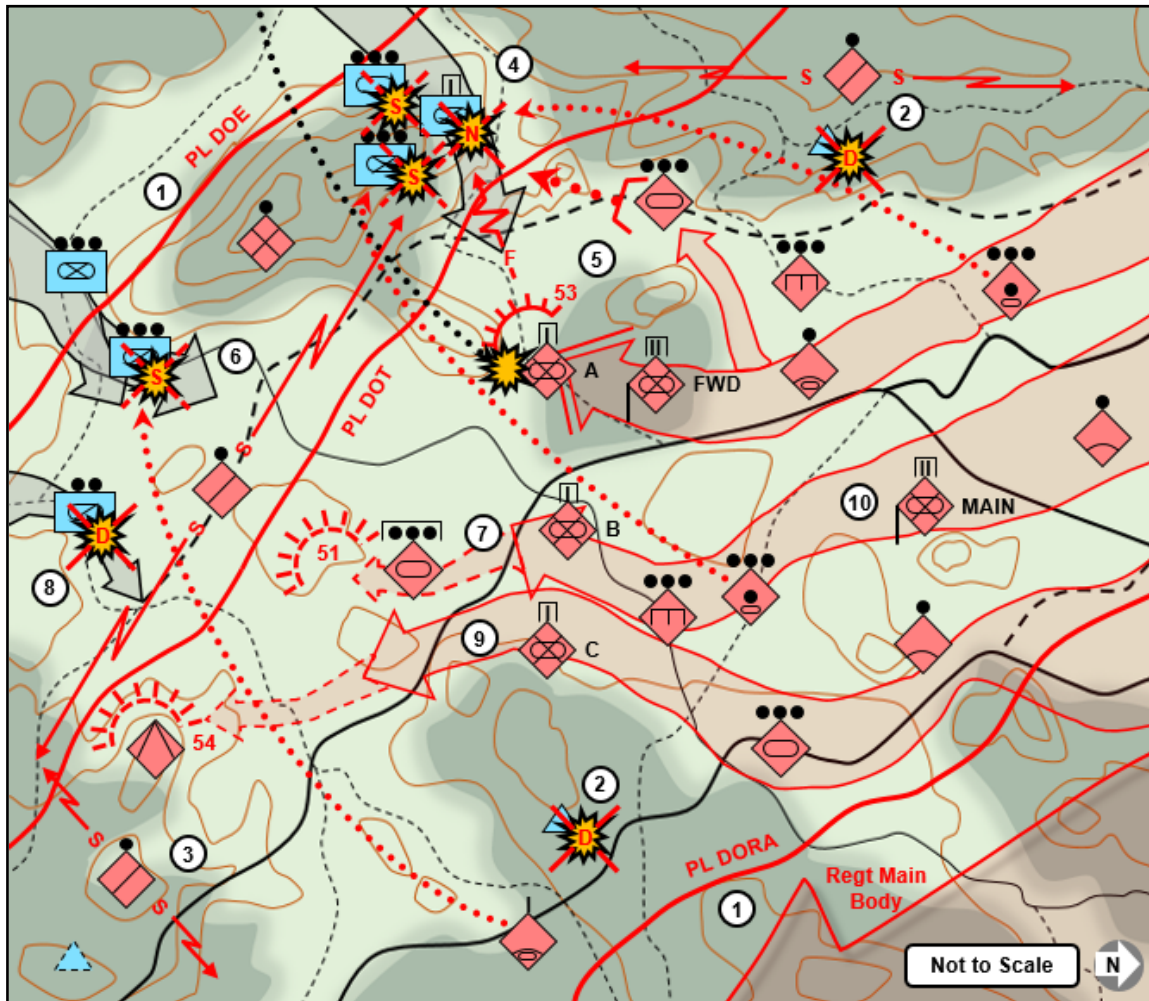 4
S
S
S
N
2
PL DOE
D
1
S
F
5
53
S
6
A
FWD
PL DOT
S
10
MAIN
S
B
7
51
D
8
9
C
54
2
D
S
3
PL DORA
Regt Main
Body
1
S
Not to Scale
N